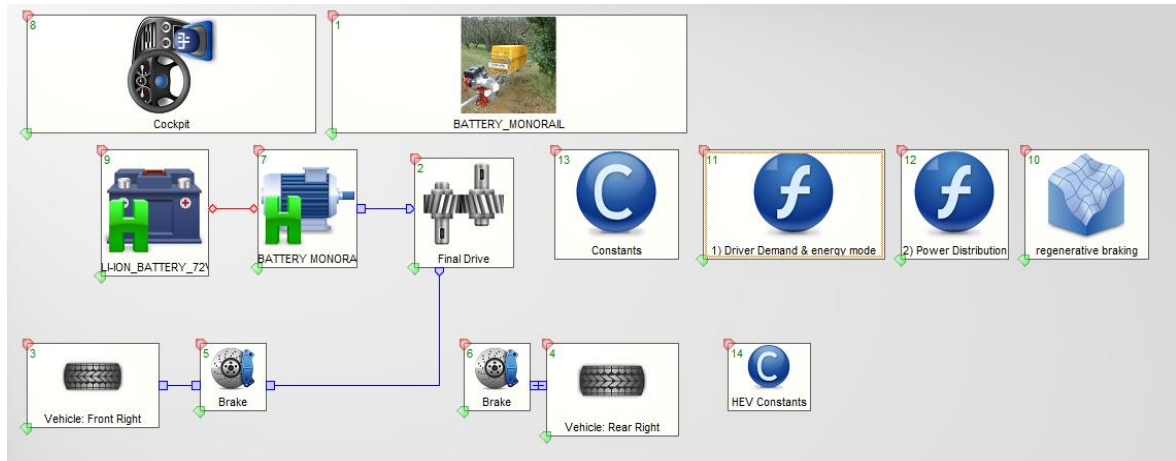 8
Cockpit
1
BATTERY_MONORAIL
9
LI-ION_BATTERY_72V
7
BATTERY MONORA
2
Final Drive
13
C
Constants
11
f
1) Driver Demand & energy mode
12
f
2) Power Distribution
10
regenerative braking
3
Vehicle: Front Right
5
Brake
6
Brake
4
Vehicle: Rear Right
14
C
HEV Constants